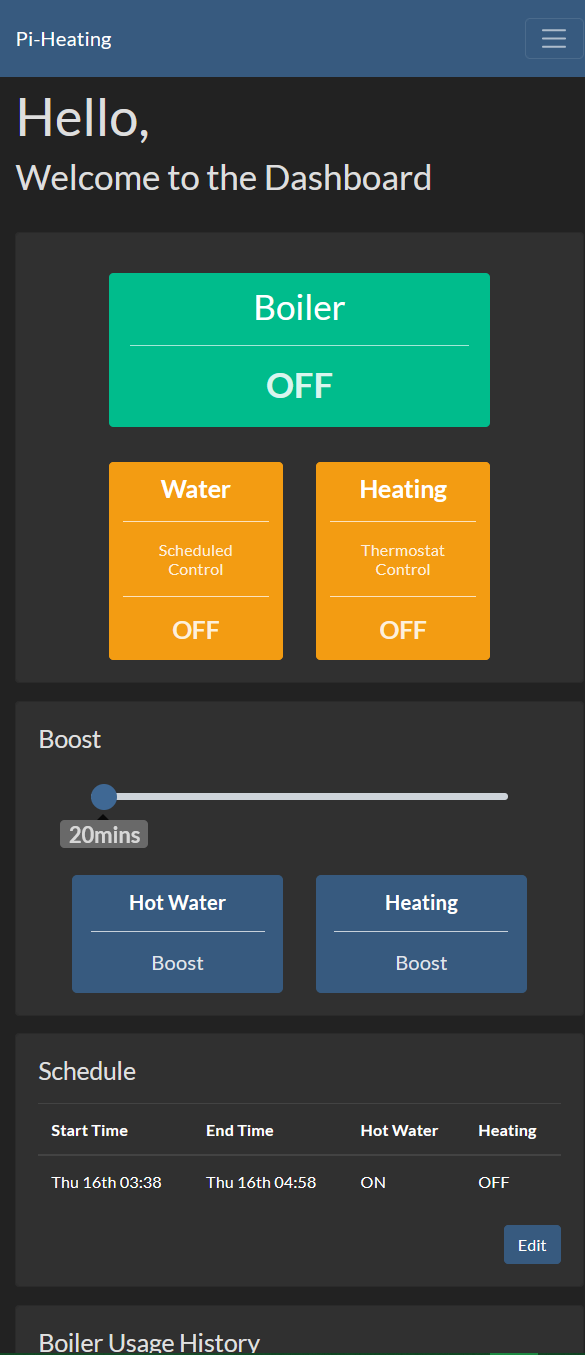 Pi-Heating
Hello,
Welcome to the Dashboard
Boiler
OFF
Water
Heating
Scheduled
Control
Thermostat
Control
OFF
OFF
Boost
20mins
Hot Water
Heating
Boost
Boost
Schedule
Start Time End Time Hot Water Heating
Thu 16th 03:38 Thu 16th 04:58 ON OFF
Edit
Boiler Usage History